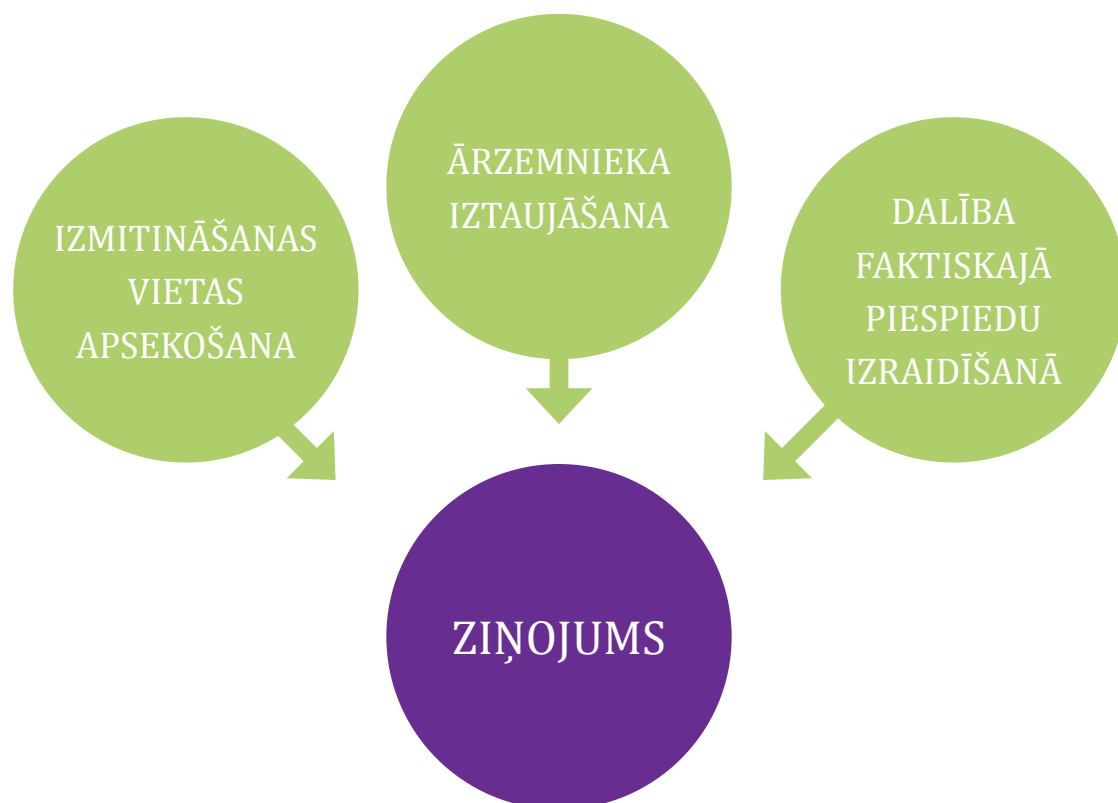 IZMITINĀŠANAS
VIETAS
APSEKOŠANA
ĀRZEMNIEKA
IZTAUJĀŠANA
DALĪBA
FAKTISKAJĀ
PIESPIEDU
IZRAIDĪŠANĀ
ZIŅOJUMS